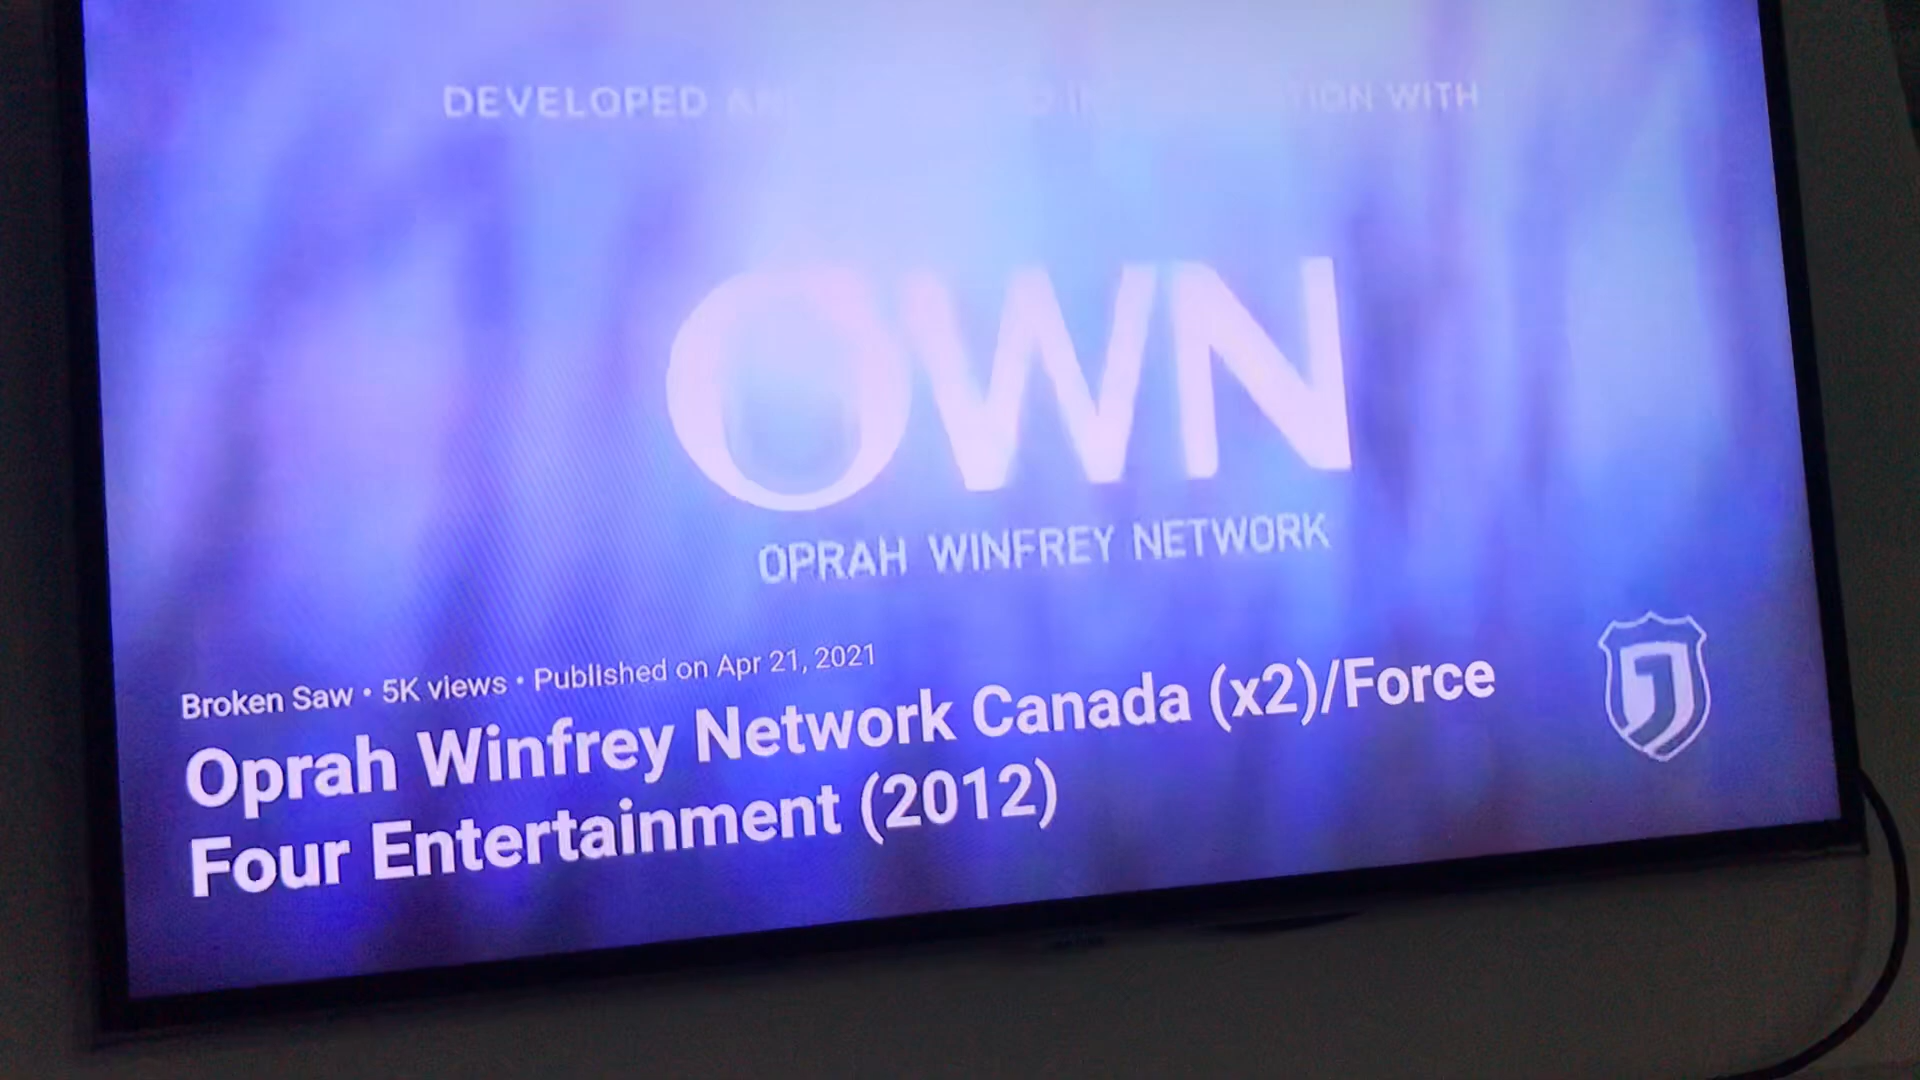 DEVELOPED WITH
OWN
OPRAH WINFREY NETWORK
Broken Saw • 5K views • Published on Apr 21, 2021
Oprah Winfrey Network Canada (x2)/Force
Four Entertainment (2012)